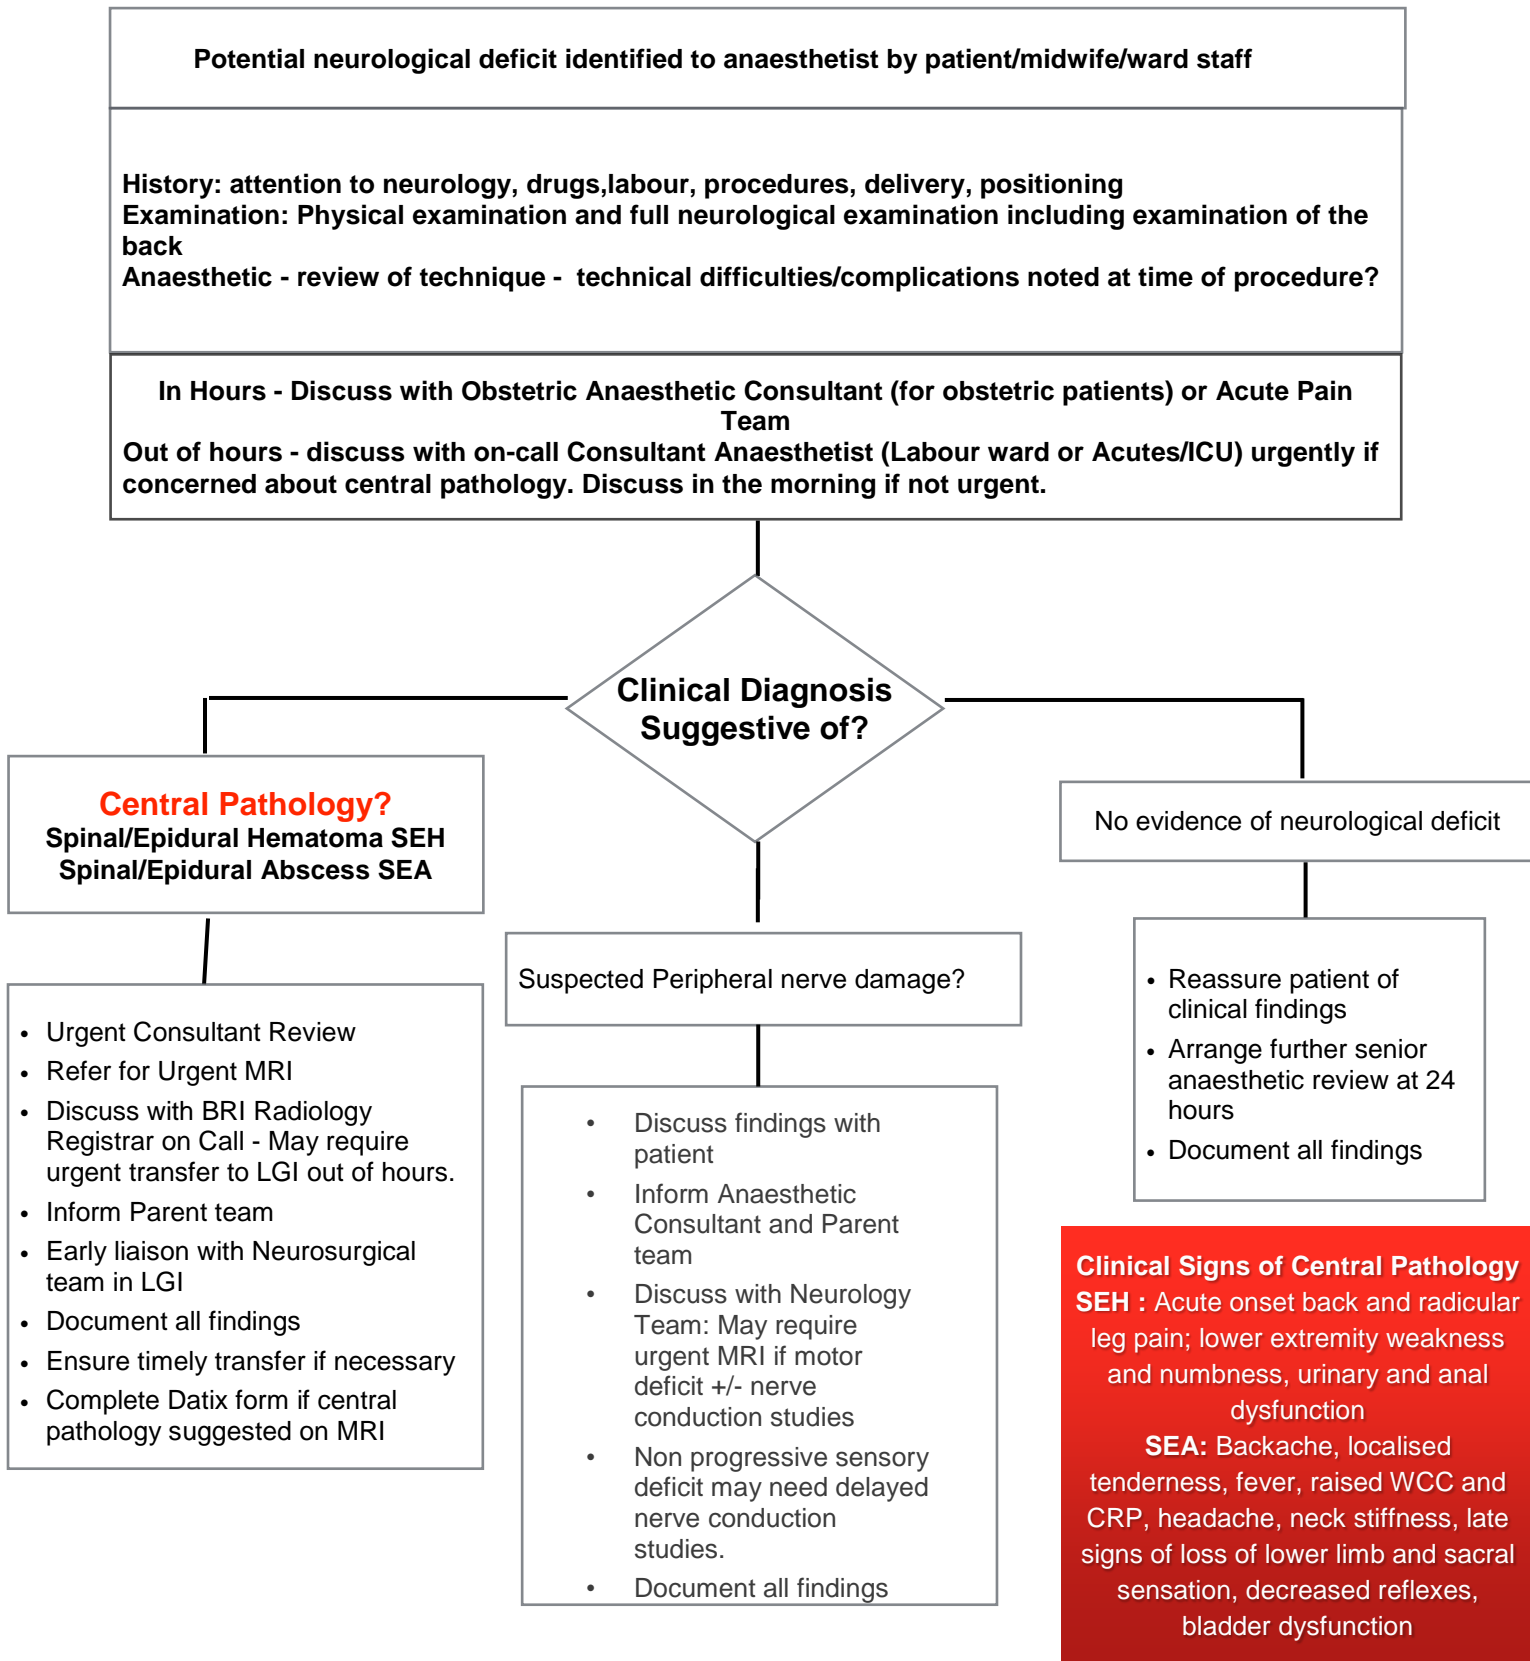 Potential neurological deficit identified to anaesthetist by patient/midwife/ward staff
History: attention to neurology, drugs,labour, procedures, delivery, positioning
Examination: Physical examination and full neurological examination including examination of the
back
Anaesthetic - review of technique -  technical difficulties/complications noted at time of procedure?
In Hours - Discuss with Obstetric Anaesthetic Consultant (for obstetric patients) or Acute Pain
Team
Out of hours - discuss with on-call Consultant Anaesthetist (Labour ward or Acutes/ICU) urgently if
concerned about central pathology. Discuss in the morning if not urgent.
Clinical Diagnosis
Suggestive of?
Central Pathology?
Spinal/Epidural Hematoma SEH
Spinal/Epidural Abscess SEA
• Urgent Consultant Review
• Refer for Urgent MRI
• Discuss with BRI Radiology
Registrar on Call - May require
urgent transfer to LGI out of hours.
• Inform Parent team
• Early liaison with Neurosurgical
team in LGI
• Document all findings
• Ensure timely transfer if necessary
• Complete Datix form if central
pathology suggested on MRI
Suspected Peripheral nerve damage?
• Discuss findings with
patient
• Inform Anaesthetic
Consultant and Parent
team
• Discuss with Neurology
Team: May require
urgent MRI if motor
deficit +/- nerve
conduction studies
• Non progressive sensory
deficit may need delayed
nerve conduction
studies.
• Document all findings
No evidence of neurological deficit
• Reassure patient of
clinical findings
• Arrange further senior
anaesthetic review at 24
hours
• Document all findings
Clinical Signs of Central Pathology
SEH : Acute onset back and radicular
leg pain; lower extremity weakness
and numbness, urinary and anal
dysfunction
SEA: Backache, localised
tenderness, fever, raised WCC and
CRP, headache, neck stiffness, late
signs of loss of lower limb and sacral
sensation, decreased reflexes,
bladder dysfunction